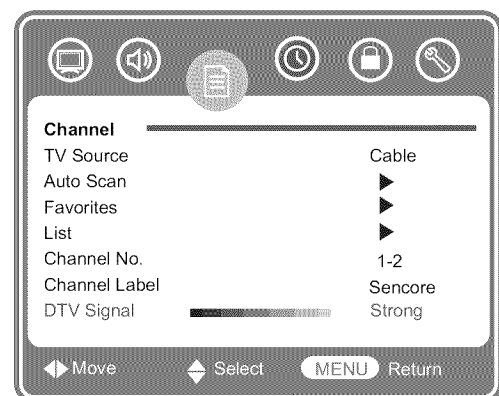 Channel
TV Source Cable
Auto Scan
Favorites
List
Channel No. 1-2
Channel Label Sencore
DTV Signal Strong
Move Select MENU Return